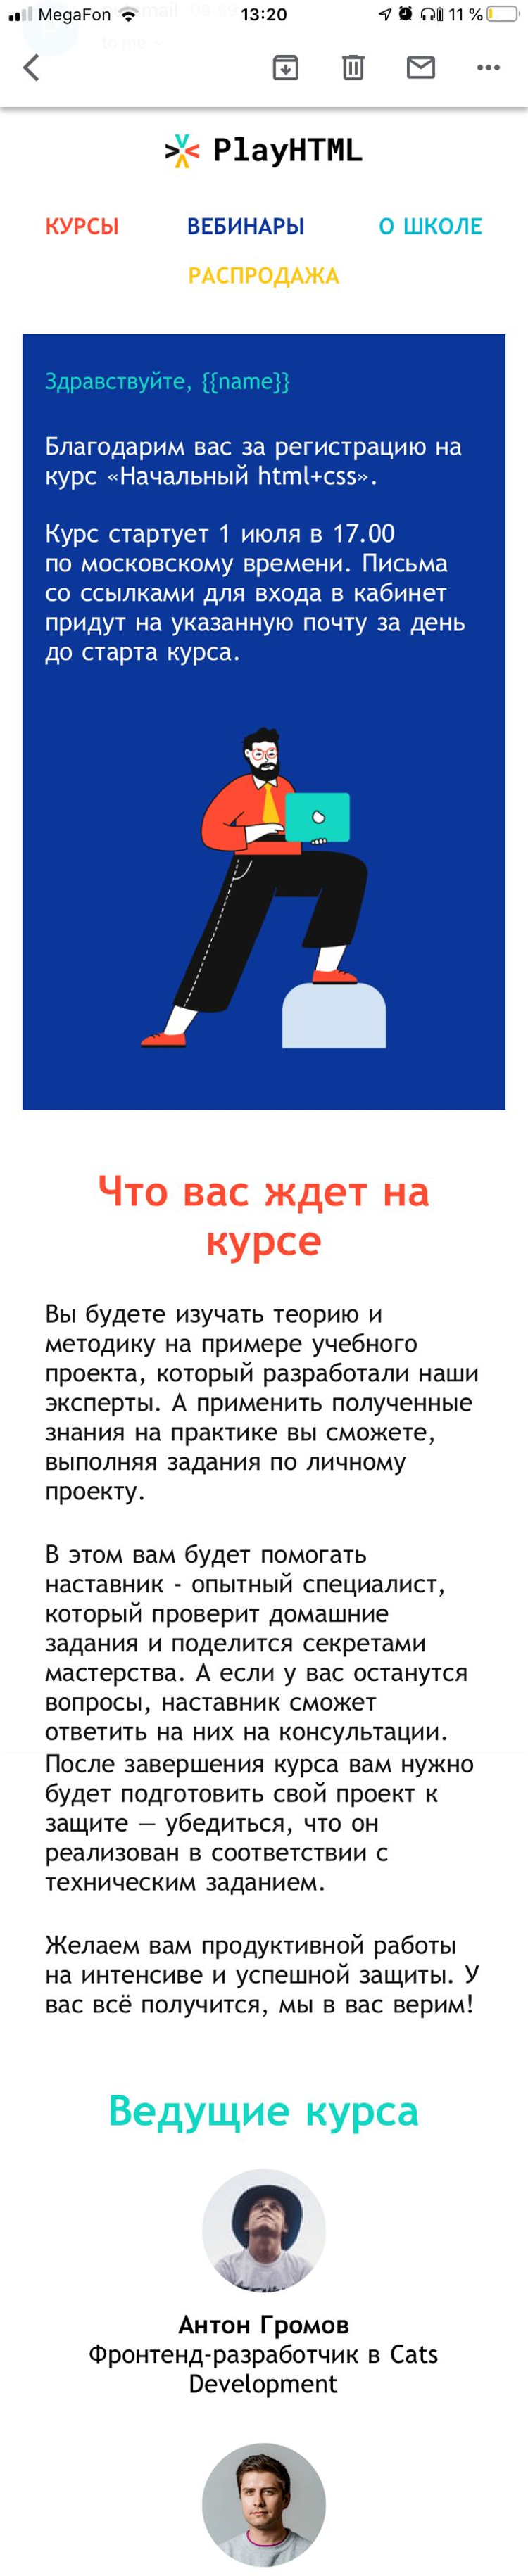 MegaFon 13:20 11 %
to me
PlayHTML
КУРСЫ ВЕБИНАРЫ О ШКОЛЕ
РАСПРОДАЖА
Здравствуйте, {{name}}
Благодарим вас за регистрацию на
курс «Начальный html+css».
Курс стартует 1 июля в 17.00
по московскому времени. Письма
со ссылками для входа в кабинет
придут на указанную почту за день
до старта курса.
Что вас ждет на
курсе
Вы будете изучать теорию и
методику на примере учебного
проекта, который разработали наши
эксперты. А применить полученные
знания на практике вы сможете,
выполняя задания по личному
проекту.
В этом вам будет помогать
наставник - опытный специалист,
который проверит домашние
задания и поделится секретами
мастерства. А если у вас останутся
вопросы, наставник сможет
ответить на них на консультации.
После завершения курса вам нужно
будет подготовить свой проект к
защите — убедиться, что он
реализован в соответствии с
техническим заданием.
Желаем вам продуктивной работы
на интенсиве и успешной защиты. У
вас всё получится, мы в вас верим!
Ведущие курса
Антон Громов
Фронтенд-разработчик в Cats
Development